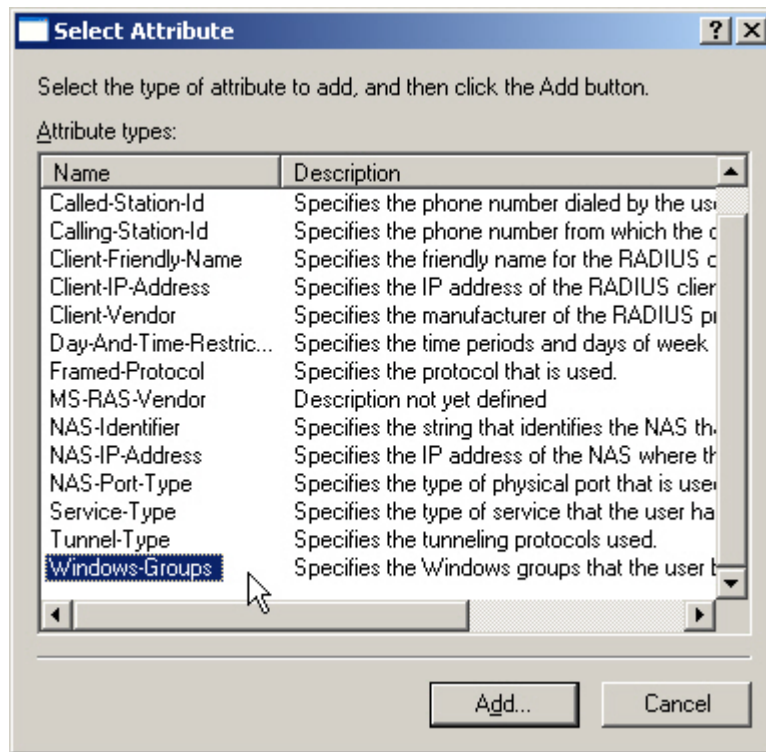 Select Attribute
Select the type of attribute to add, and then click the Add button.
Attribute types:
Name Description
Called-Station-Id Specifies the phone number dialed by the
Calling-Station-Id Specifies the phone number from which the
Client-Friendly-Name Specifies the friendly name for the RADIUS
Client-IP-Address Specifies the IP address of the RADIUS
Client-Vendor Specifies the manufacturer of the RADIUS
Day-And-Time-Restric... Specifies the time periods and days of week
Framed-Protocol Specifies the protocol that is used.
MS-RAS-Vendor Description not yet defined
NAS-Identifier Specifies the string that identifies the NAS
NAS-IP-Address Specifies the IP address of the NAS where
NAS-Port-Type Specifies the type of physical port that is
Service-Type Specifies the type of service that the user
Tunnel-Type Specifies the tunneling protocols used.
Windows-Groups Specifies the Windows groups that the user
Add... Cancel